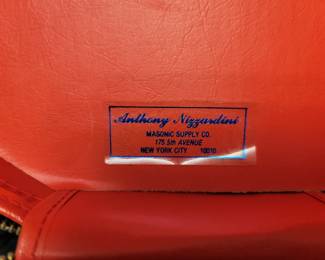 Anthony Nizzardini
MASONIC SUPPLY CO.
175 5th AVENUE
NEW YORK CITY 10010